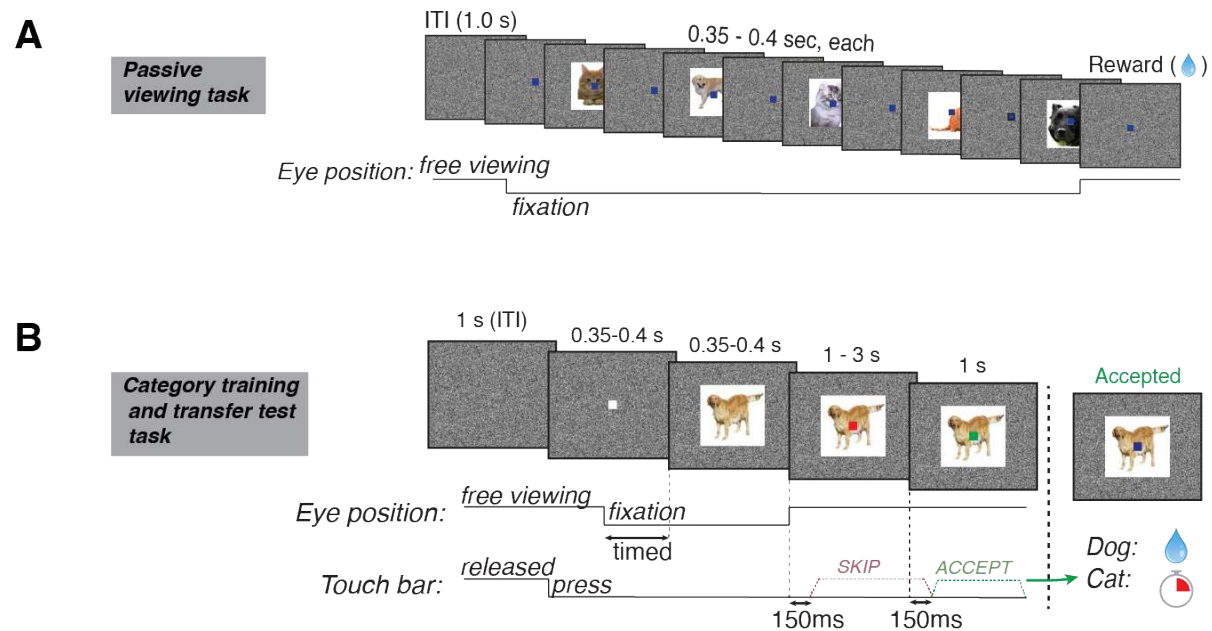 A
Passive
viewing task
ITI (1.0 s)
0.35 - 0.4 sec, each
Reward ( )
Eye position: free viewing
fixation
B
Category training
and transfer test
task
1 s (ITI)
0.35-0.4 s
0.35-0.4 s
1 - 3 s
1 s
Accepted
Eye position:
free viewing
fixation
timed
Touch bar:
released
press
SKIP
ACCEPT
150ms
150ms
Dog:
Cat: